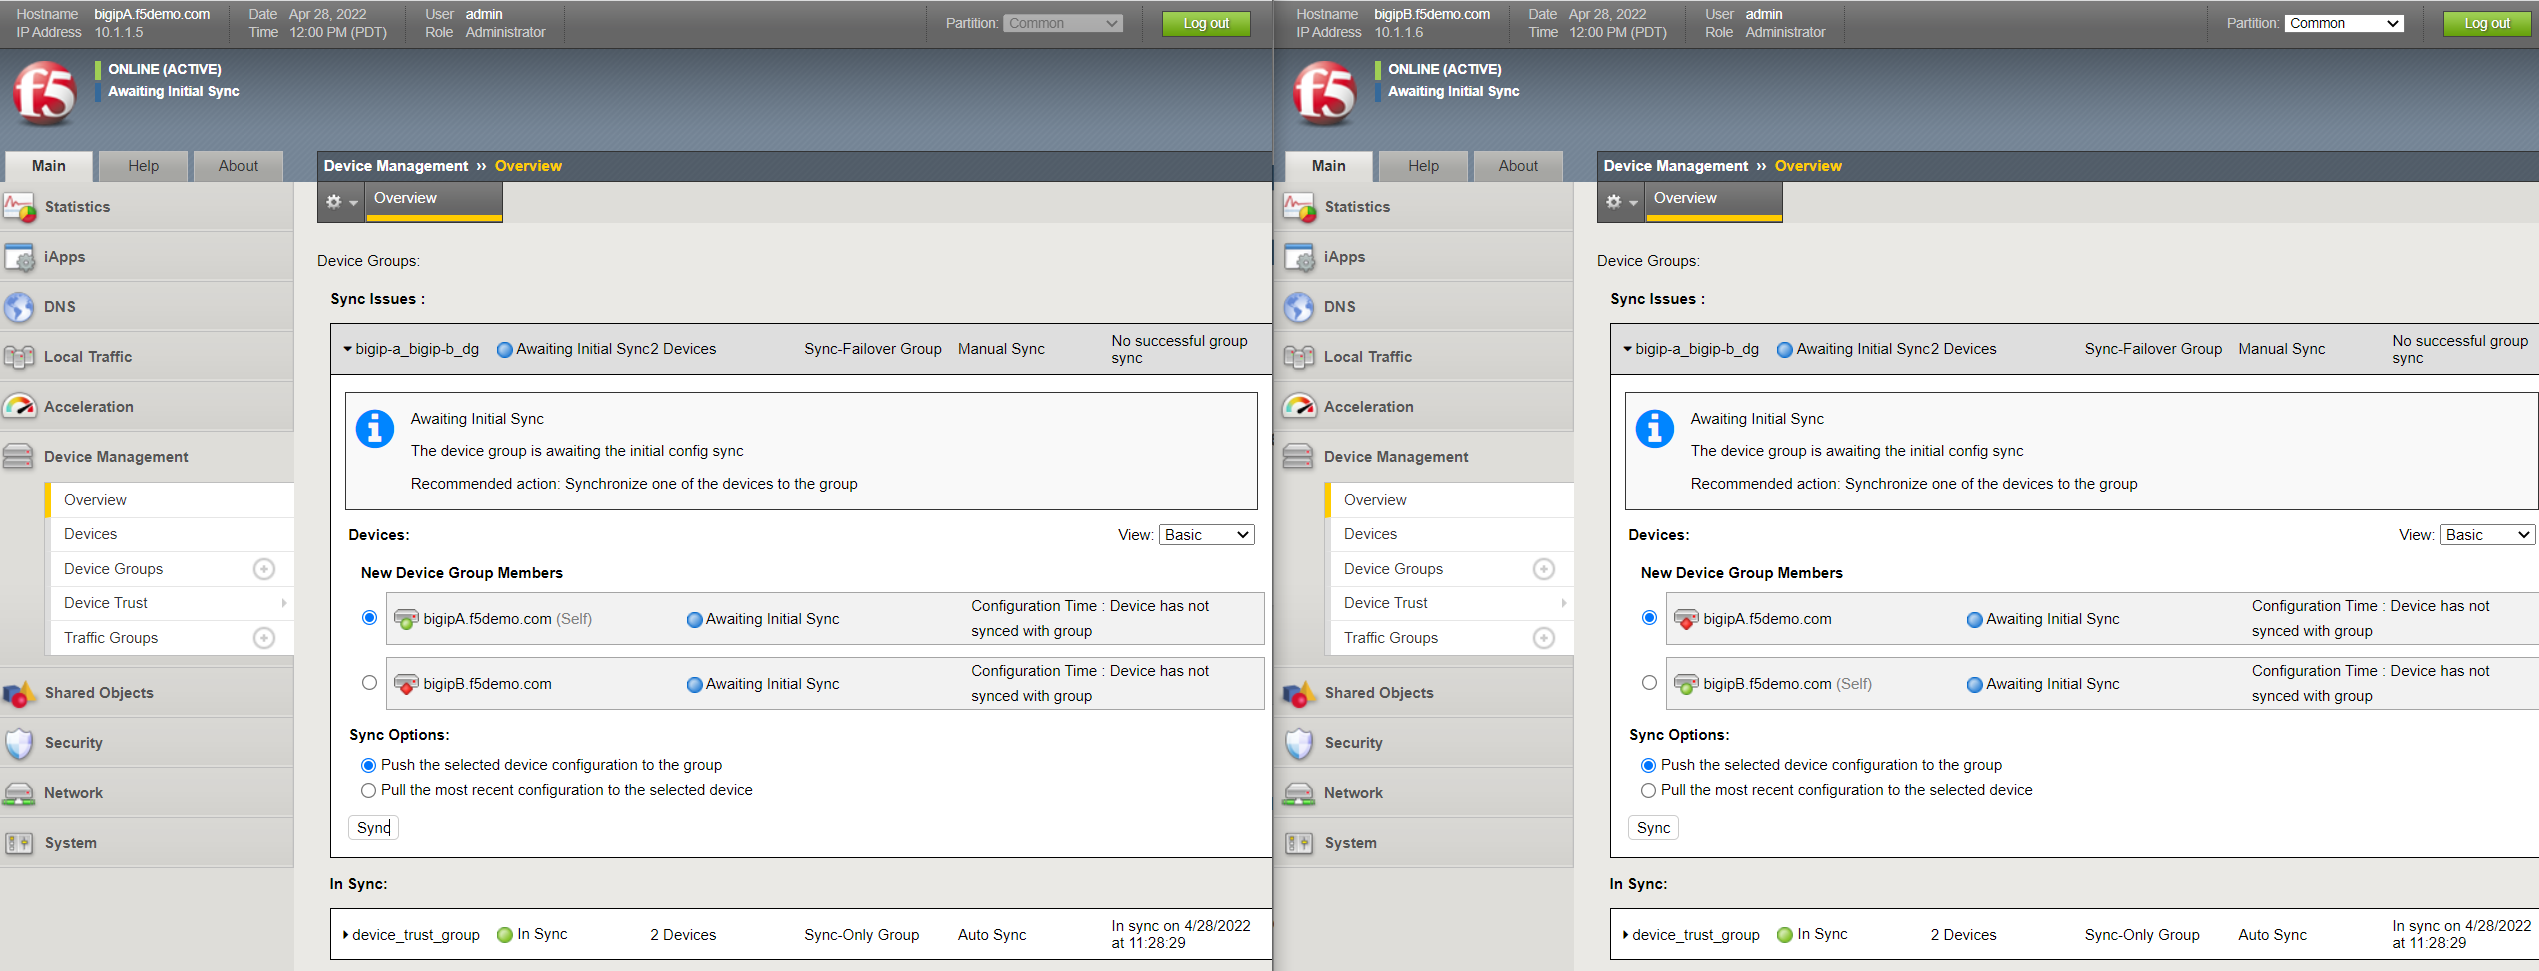 Hostname bigipA.f5demo.com Date Apr 28, 2022 User admin
IP Address 10.1.1.5 Time 12:00 PM (PDT) Role Administrator
Partition: Common Log out
f5
ONLINE (ACTIVE)
Awaiting Initial Sync
Main Help About
Device Management ›› Overview
Overview
Statistics
iApps
DNS
Local Traffic
Acceleration
Device Management
Overview
Devices
Device Groups
Device Trust
Traffic Groups
Shared Objects
Security
Network
System
Device Groups:
Sync Issues :
bigip-a_bigip-b_dg Awaiting Initial Sync 2 Devices Sync-Failover Group Manual Sync No successful group
sync
Awaiting Initial Sync
The device group is awaiting the initial config sync
Recommended action: Synchronize one of the devices to the group
Devices: View: Basic
New Device Group Members
bigipA.f5demo.com (Self) Awaiting Initial Sync Configuration Time : Device has not
synced with group
bigipB.f5demo.com Awaiting Initial Sync Configuration Time : Device has not
synced with group
Sync Options:
Push the selected device configuration to the group
Pull the most recent configuration to the selected device
Sync
In Sync:
device_trust_group In Sync 2 Devices Sync-Only Group Auto Sync In sync on 4/28/2022
at 11:28:29
Hostname bigipB.f5demo.com Date Apr 28, 2022 User admin
IP Address 10.1.1.6 Time 12:00 PM (PDT) Role Administrator
Partition: Common Log out
f5
ONLINE (ACTIVE)
Awaiting Initial Sync
Main Help About
Device Management ›› Overview
Overview
Statistics
iApps
DNS
Local Traffic
Acceleration
Device Management
Overview
Devices
Device Groups
Device Trust
Traffic Groups
Shared Objects
Security
Network
System
Device Groups:
Sync Issues :
bigip-a_bigip-b_dg Awaiting Initial Sync 2 Devices Sync-Failover Group Manual Sync No successful group
sync
Awaiting Initial Sync
The device group is awaiting the initial config sync
Recommended action: Synchronize one of the devices to the group
Devices: View: Basic
New Device Group Members
bigipA.f5demo.com Awaiting Initial Sync Configuration Time : Device has not
synced with group
bigipB.f5demo.com (Self) Awaiting Initial Sync Configuration Time : Device has not
synced with group
Sync Options:
Push the selected device configuration to the group
Pull the most recent configuration to the selected device
Sync
In Sync:
device_trust_group In Sync 2 Devices Sync-Only Group Auto Sync In sync on 4/28/2022
at 11:28:29